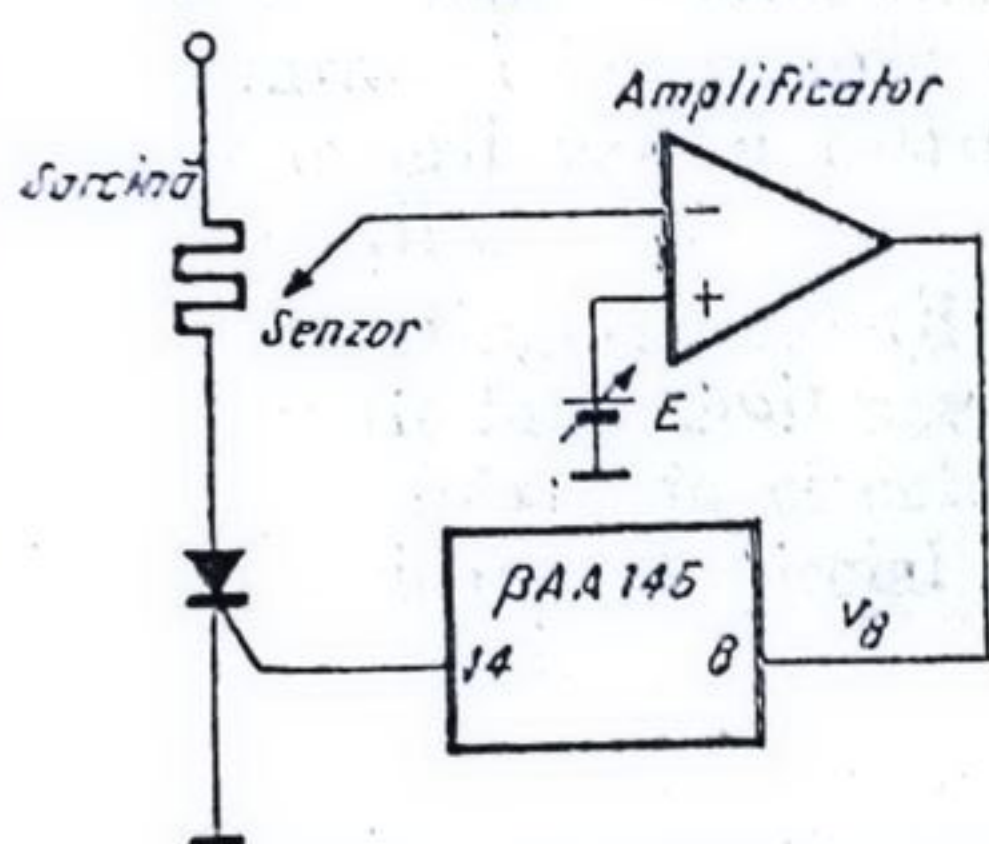 Amplificator
Sarcină
−
Senzor
+
E
βAA 145
14
8
V8